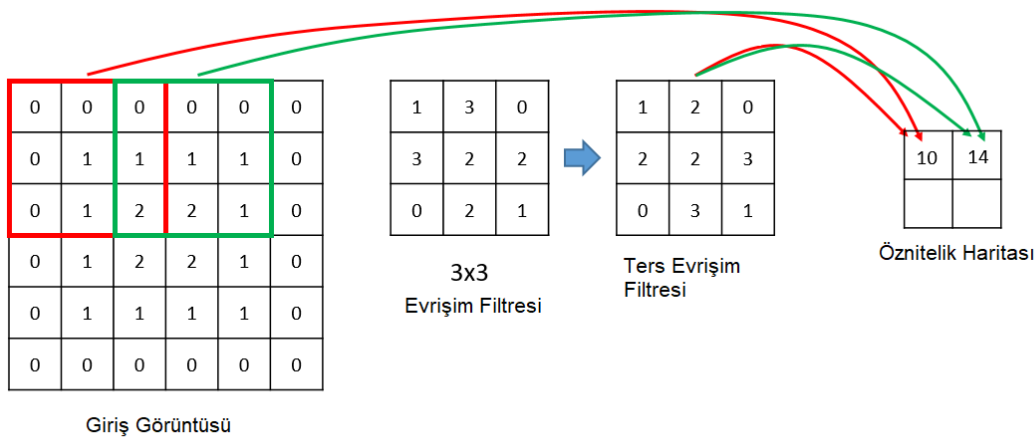 0 0 0 0 0 0
0 1 1 1 1 0
0 1 2 2 1 0
0 1 2 2 1 0
0 1 1 1 1 0
0 0 0 0 0 0
Giriş Görüntüsü
1 3 0
3 2 2
0 2 1
3x3
Evrişim Filtresi
1 2 0
2 2 3
0 3 1
Ters Evrişim
Filtresi
10 14
Öznitelik Haritası